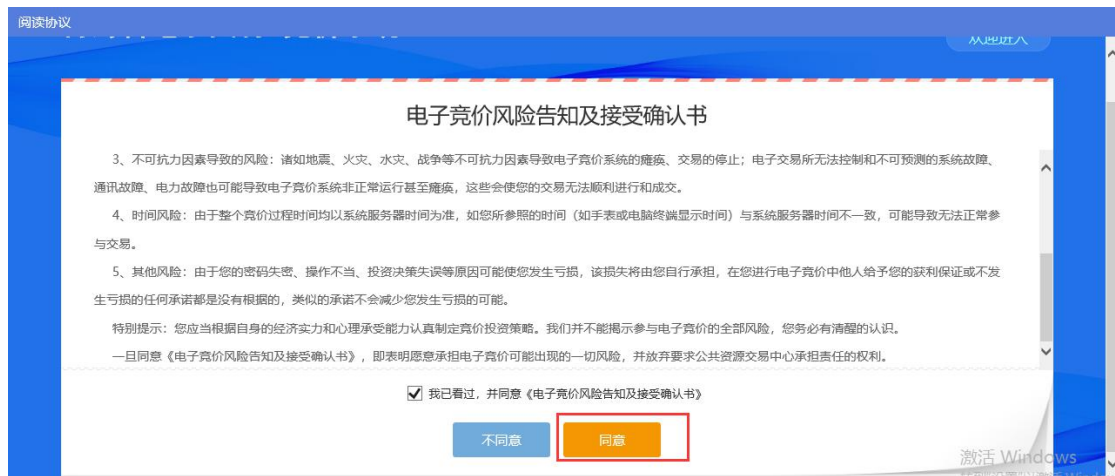 阅读协议
欢迎进入
电子竞价风险告知及接受确认书
3、不可抗力因素导致的风险：诸如地震、火灾、水灾、战争等不可抗力因素导致电子竞价系统的瘫痪、交易的停止；电子交易所无法控制和不可预测的系统故障、
通讯故障、电力故障也可能导致电子竞价系统非正常运行甚至瘫痪，这些会使您的交易无法顺利进行和成交。
4、时间风险：由于整个竞价过程时间均以系统服务器时间为准，如您所参照的时间（如手表或电脑终端显示时间）与系统服务器时间不一致，可能导致无法正常参
与交易。
5、其他风险：由于您的密码失密、操作不当、投资决策失误等原因可能使您发生亏损，该损失将由您自行承担，在您进行电子竞价中他人给予您的获利保证或不发
生亏损的任何承诺都是没有根据的，类似的承诺不会减少您发生亏损的可能。
特别提示：您应当根据自身的经济实力和心理承受能力认真制定竞价投资策略。我们并不能揭示参与电子竞价的全部风险，您务必有清醒的认识。
一旦同意《电子竞价风险告知及接受确认书》，即表明愿意承担电子竞价可能出现的一切风险，并放弃要求公共资源交易中心承担责任的权利。
我已看过，并同意《电子竞价风险告知及接受确认书》
不同意
同意
激活 Windows